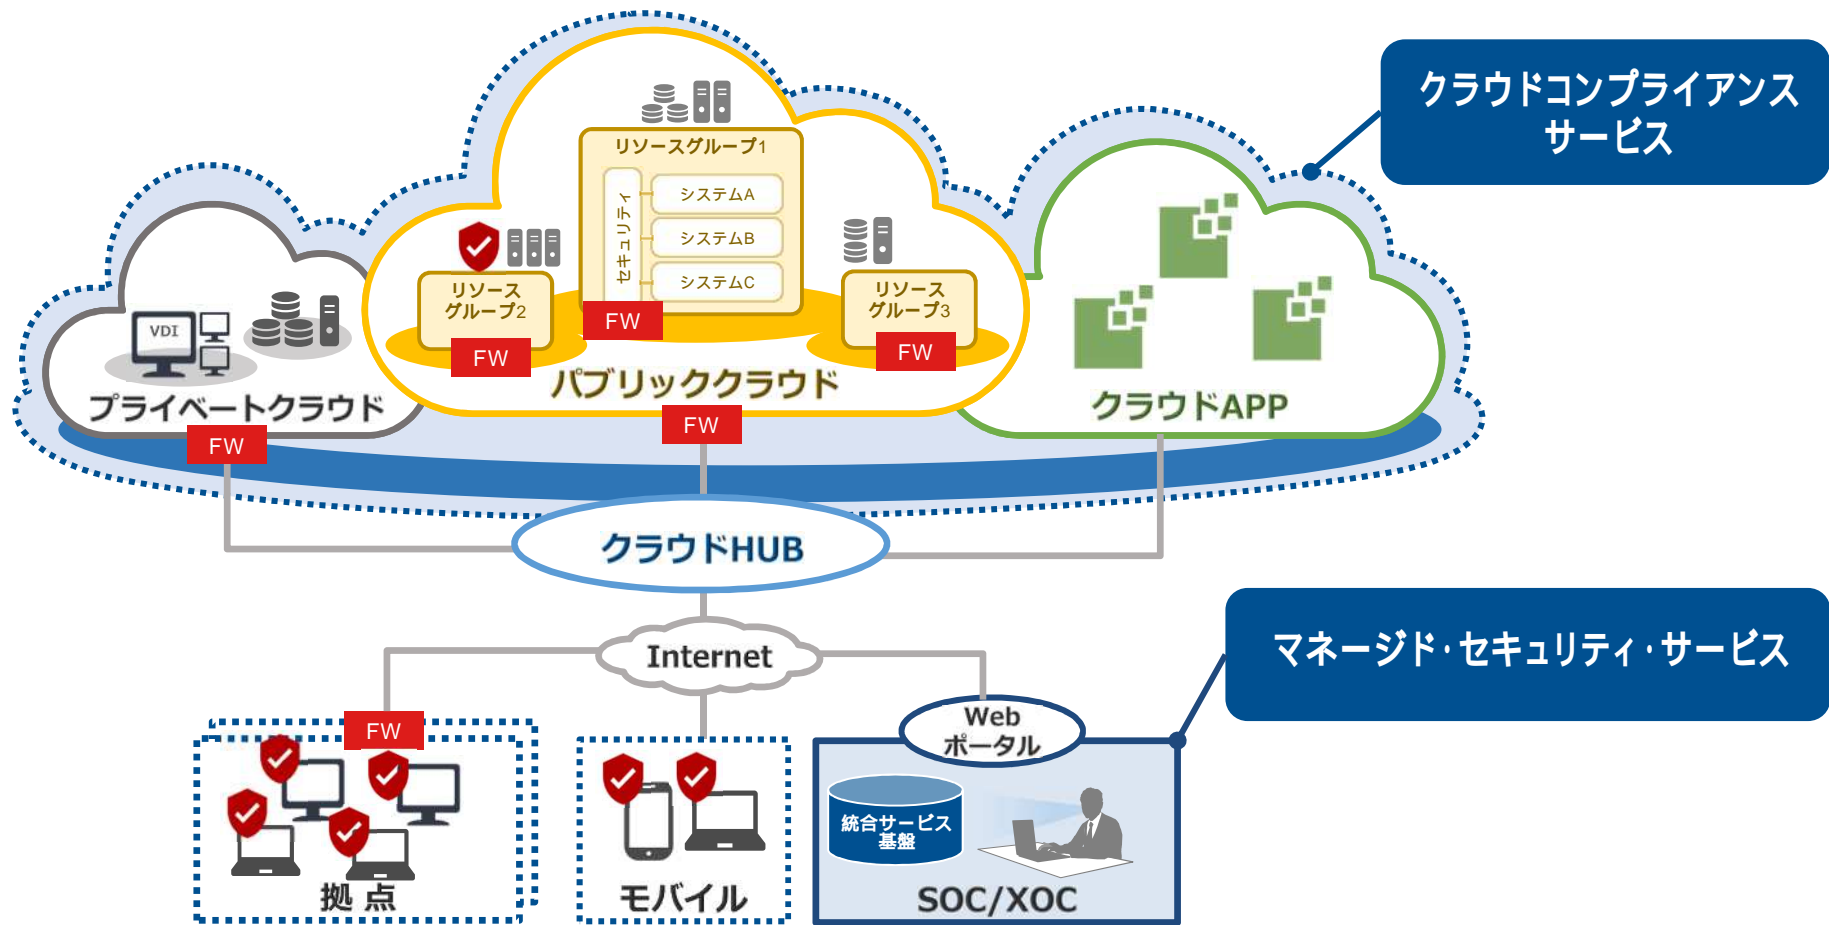 クラウドコンプライアンス
サービス
リソースグループ1
セキュリティ
システムA
システムB
システムC
リソース
グループ2
リソース
グループ3
FW
FW
FW
VDI
パブリッククラウド
プライベートクラウド
クラウドAPP
FW
FW
クラウドHUB
Internet
マネージド・セキュリティ・サービス
FW
Web
ポータル
統合サービス
基盤
拠点
モバイル
SOC/XOC